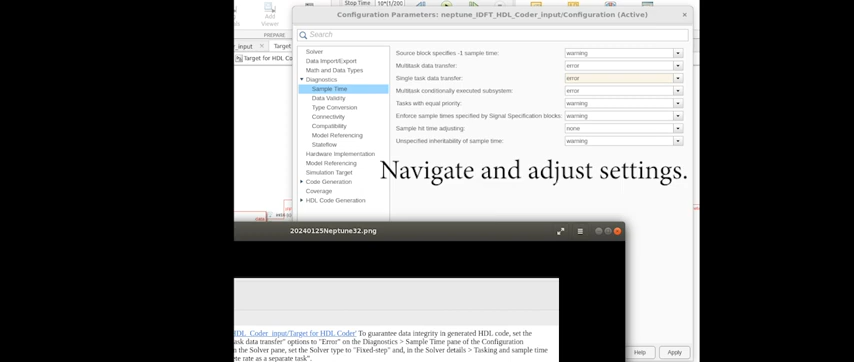 Stop Time
Add
Viewer
PREPARE
Configuration Parameters: neptune_IDFT_HDL_Coder_input/Configuration (Active)
×
Search
_input × Target
Target for HDL Co
Solver
Data Import/Export
Math and Data Types
Diagnostics
Sample Time
Data Validity
Type Conversion
Connectivity
Compatibility
Model Referencing
Stateflow
Hardware Implementation
Model Referencing
Simulation Target
Code Generation
Coverage
HDL Code Generation
Source block specifies -1 sample time: warning
Multitask data transfer: error
Single task data transfer: error
Multitask conditionally executed subsystem: error
Tasks with equal priority: warning
Enforce sample times specified by Signal Specification blocks: warning
Sample hit time adjusting: none
Unspecified inheritability of sample time: warning
Navigate and adjust settings.
20240125Neptune32.png
HDL_Coder_input/Target for HDL Coder' To guarantee data integrity in generated HDL code, set the
ask data transfer" options to "Error" on the Diagnostics > Sample Time pane of the Configuration
n the Solver pane, set the Solver type to "Fixed-step" and, in the Solver details > Tasking and sample time
te rate as a separate task".
Help Apply